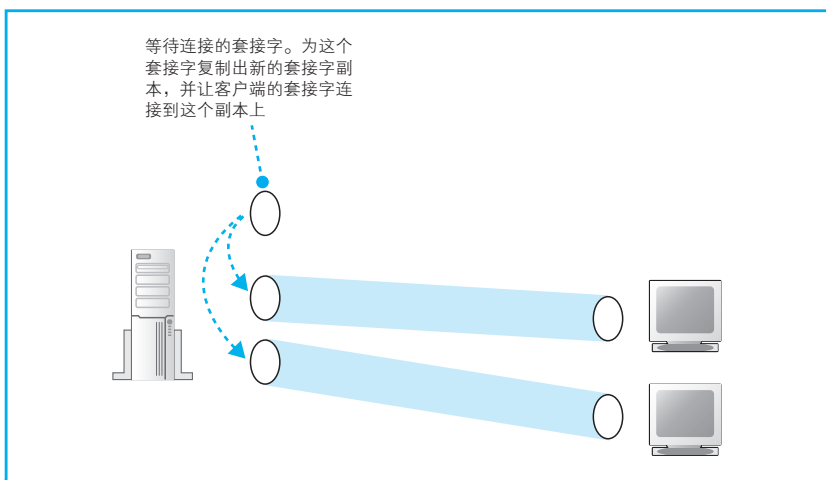 等待连接的套接字。为这个
套接字复制出新的套接字副
本，并让客户端的套接字连
接到这个副本上